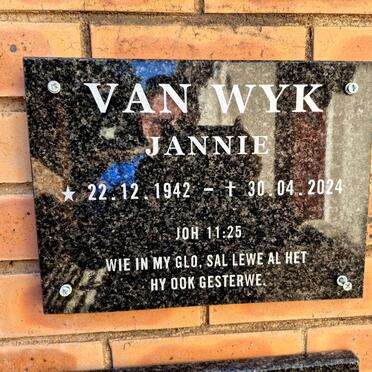 VAN WYK
JANNIE
★ 22.12.1942 – † 30.04.2024
JOH 11:25
WIE IN MY GLO, SAL LEWE AL HET
HY OOK GESTERWE.